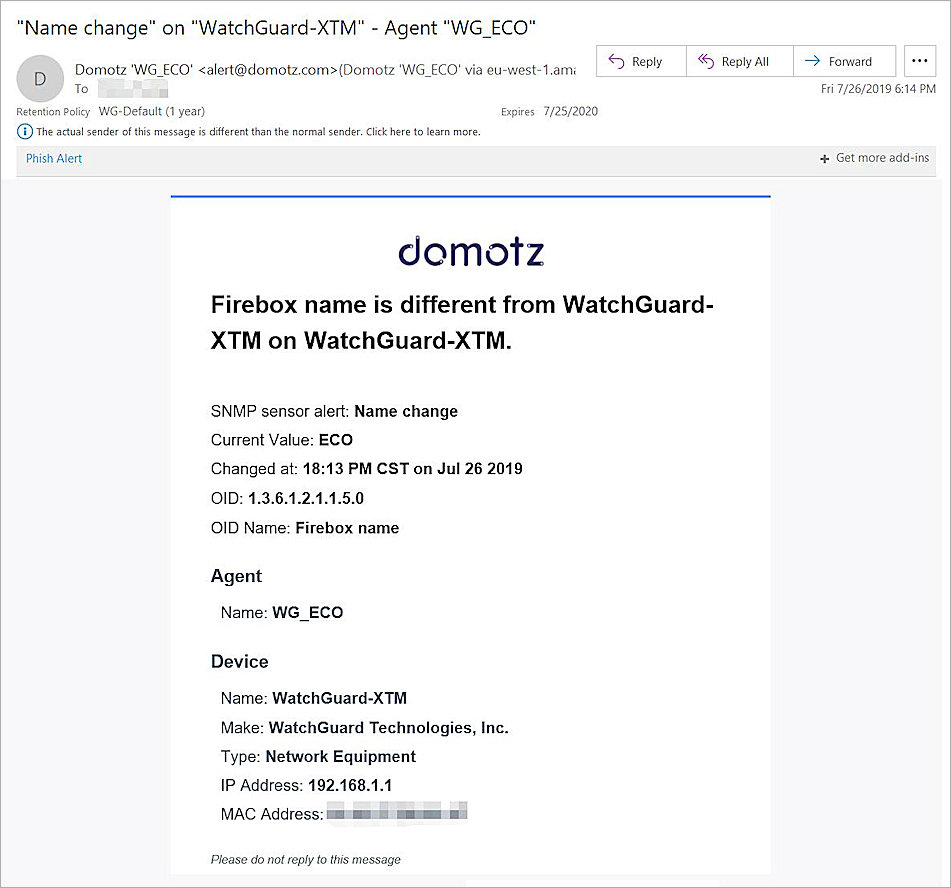 "Name change" on "WatchGuard-XTM" - Agent "WG_ECO"
D
Domotz 'WG_ECO' <alert@domotz.com>(Domotz 'WG_ECO' via eu-west-1.ama
Reply
Reply All
Forward
...
To
Fri 7/26/2019 6:14 PM
Retention Policy WG-Default (1 year)
Expires 7/25/2020
The actual sender of this message is different than the normal sender. Click here to learn more.
Phish Alert
+ Get more add-ins
domotz
Firebox name is different from WatchGuard-
XTM on WatchGuard-XTM.
SNMP sensor alert: Name change
Current Value: ECO
Changed at: 18:13 PM CST on Jul 26 2019
OID: 1.3.6.1.2.1.1.5.0
OID Name: Firebox name
Agent
Name: WG_ECO
Device
Name: WatchGuard-XTM
Make: WatchGuard Technologies, Inc.
Type: Network Equipment
IP Address: 192.168.1.1
MAC Address:
Please do not reply to this message